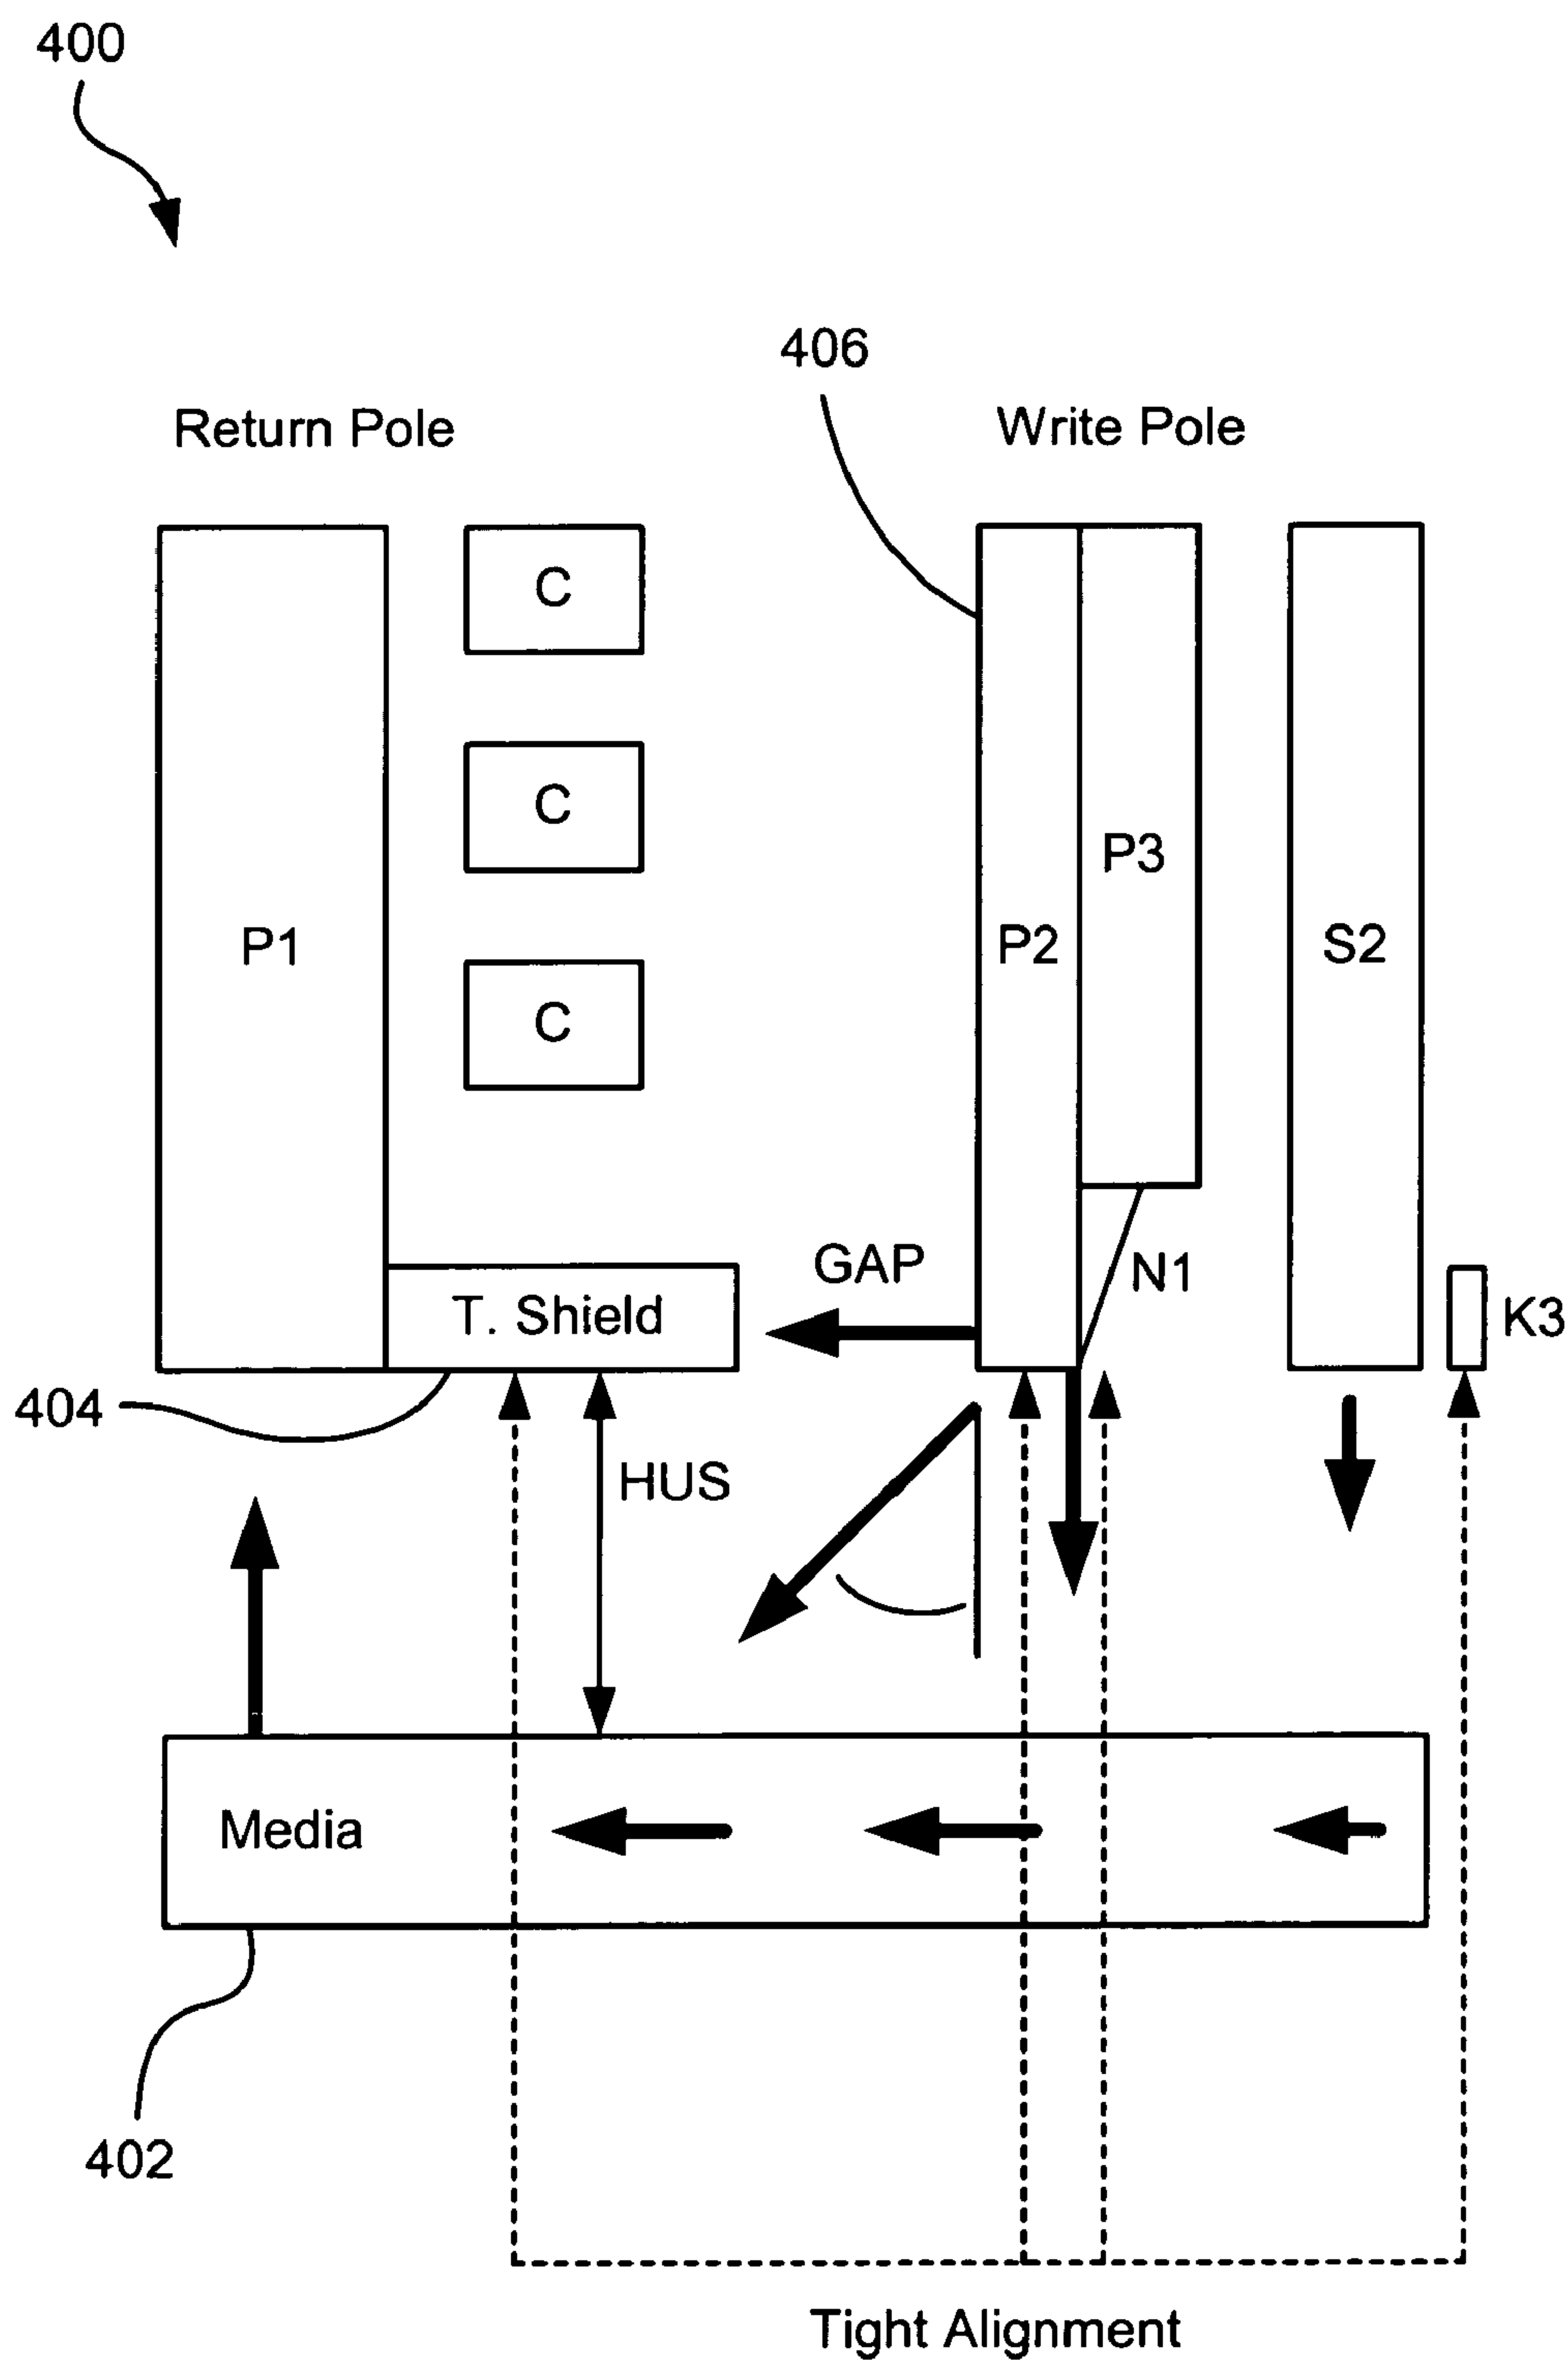 400
406
Return Pole
Write Pole
C
C
P3
P1
P2
S2
C
GAP
N1
T. Shield
K3
404
HUS
Media
402
Tight Alignment